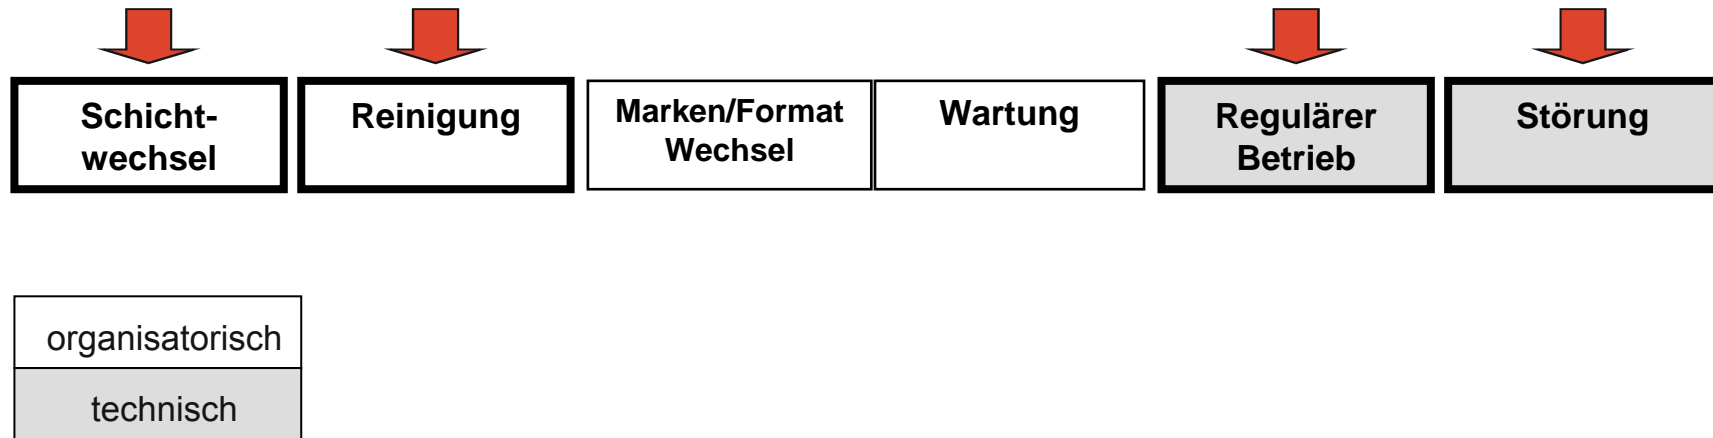 Schicht-
wechsel
Reinigung
Marken/Format
Wechsel
Wartung
Regulärer
Betrieb
Störung
organisatorisch
technisch